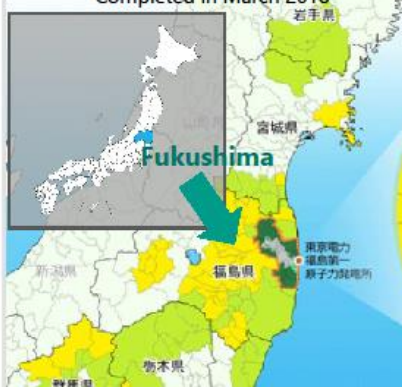 Completed in March 2018
岩手県
宮城県
Fukushima
東京電力
福島第一
原子力発電所
新潟県
福島県
栃木県
群馬県